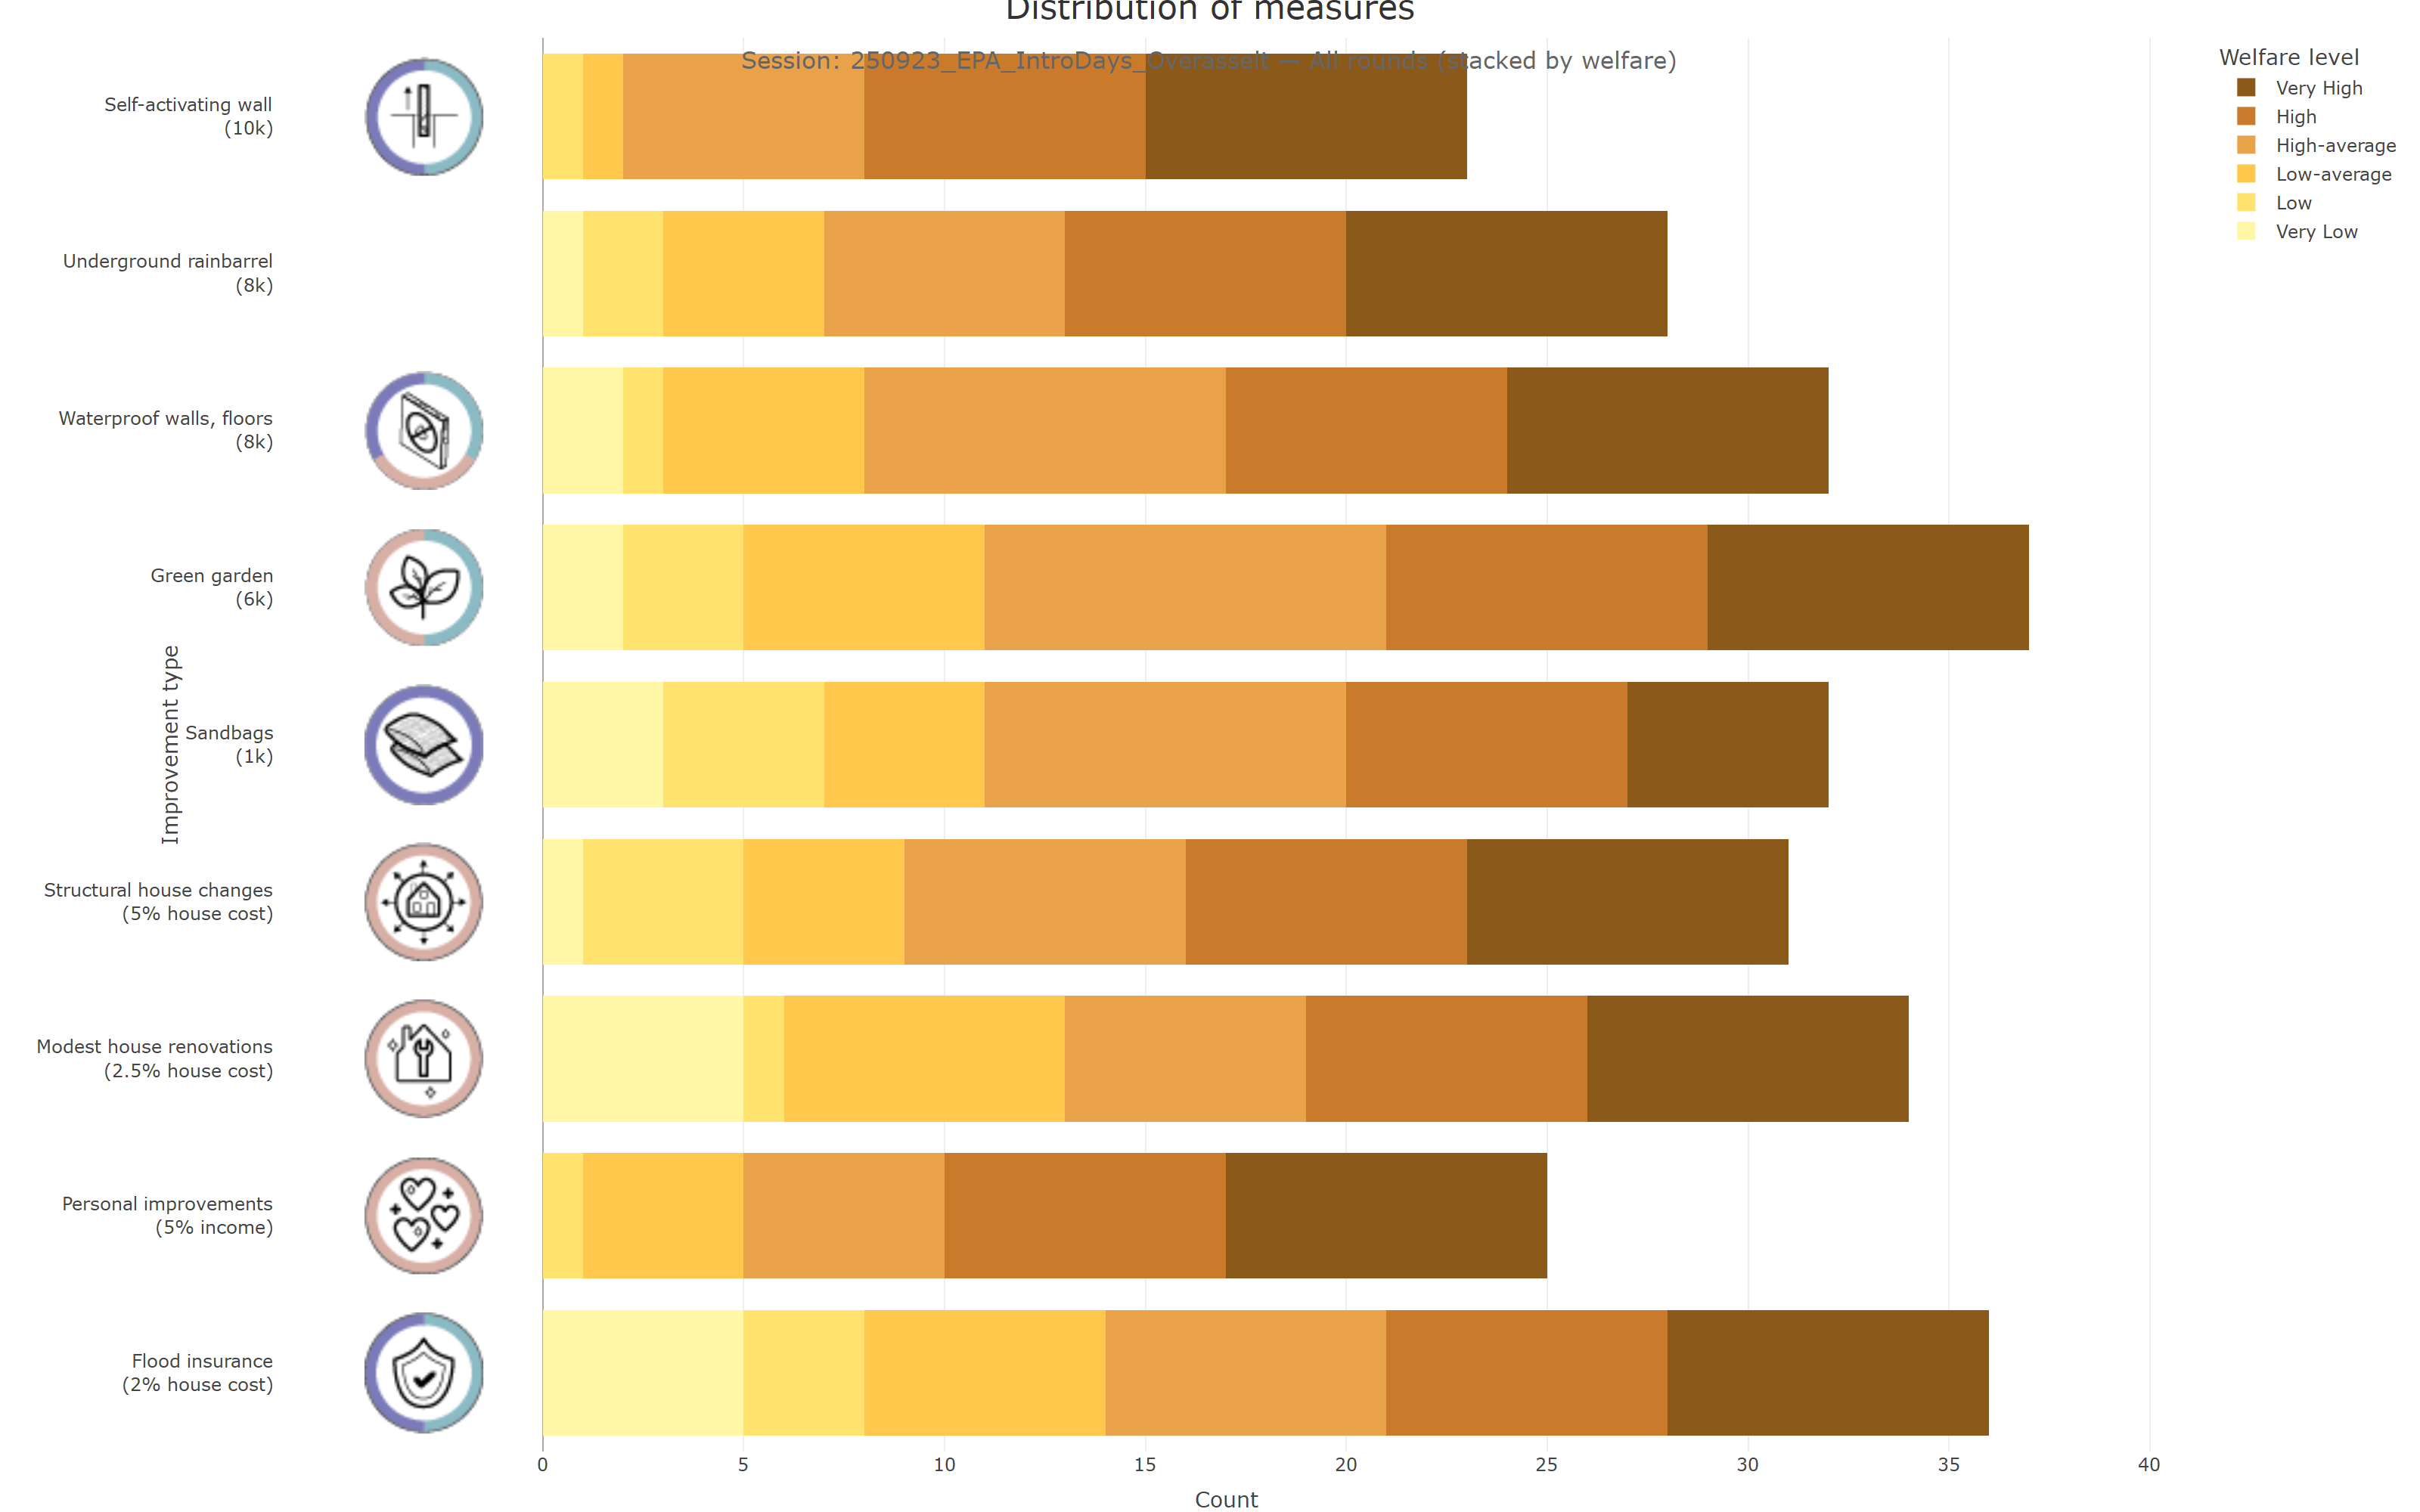 Distribution of measures
Session: 250923_EPA_IntroDays_Overasselt — All rounds (stacked by welfare)
Welfare level
Very High
High
High-average
Low-average
Low
Very Low
Improvement type
Self-activating wall
(10k)
Underground rainbarrel
(8k)
Waterproof walls, floors
(8k)
Green garden
(6k)
Sandbags
(1k)
Structural house changes
(5% house cost)
Modest house renovations
(2.5% house cost)
Personal improvements
(5% income)
Flood insurance
(2% house cost)
0 5 10 15 20 25 30 35 40
Count